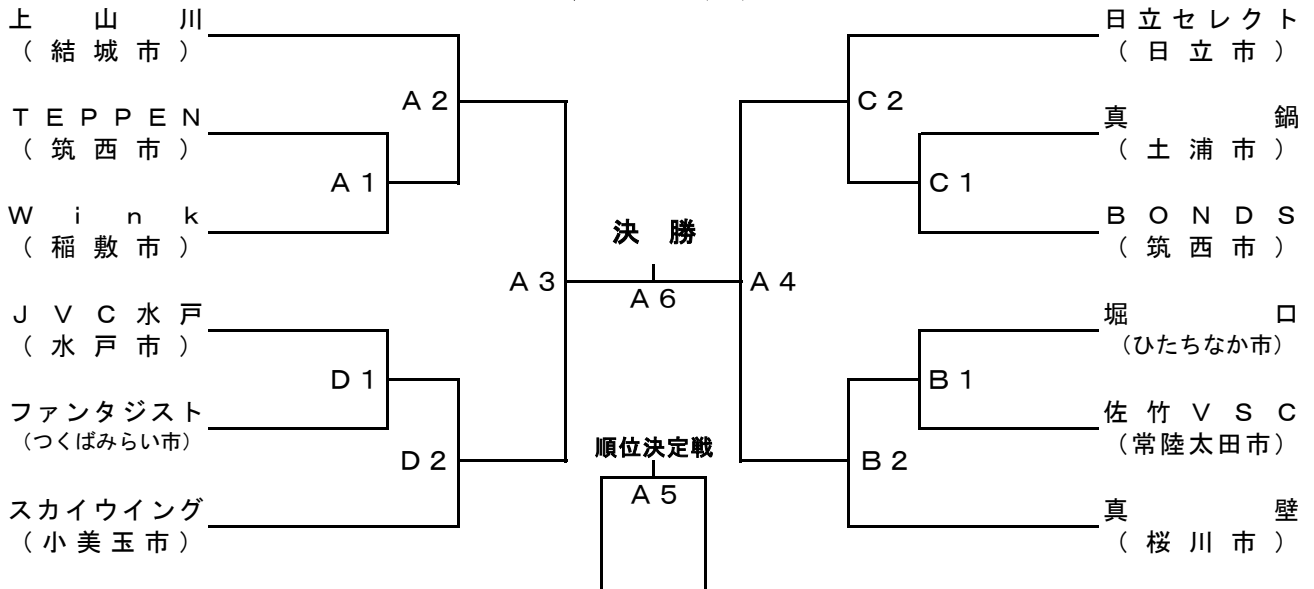 上山川
（結城市）
TEPPEN
（筑西市）
Wink
（稲敷市）
JVC水戸
（水戸市）
ファンタジスト
（つくばみらい市）
スカイウイング
（小美玉市）
A2
A1
D1
D2
A3
決勝
A6
順位決定戦
A5
A4
C2
C1
B1
B2
日立セレクト
（日立市）
真鍋
（土浦市）
BONDS
（筑西市）
堀口
（ひたちなか市）
佐竹VSC
（常陸太田市）
真壁
（桜川市）